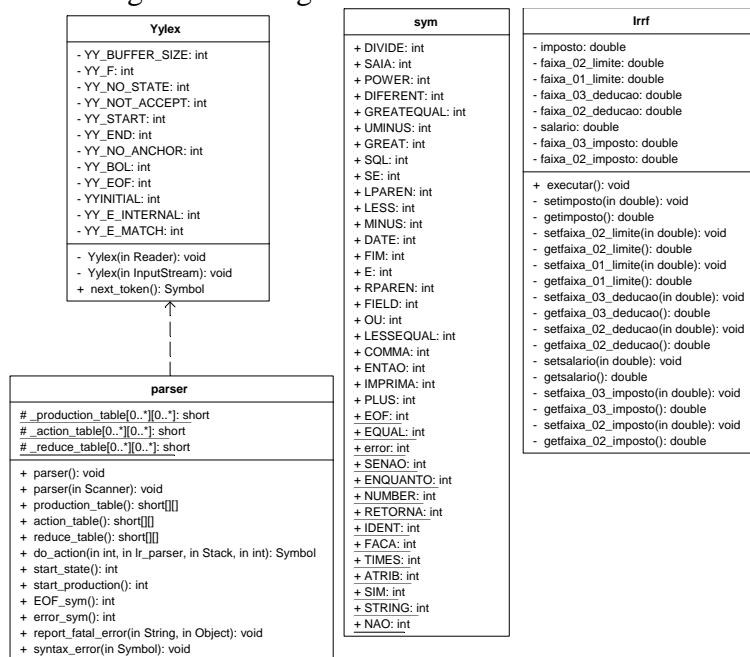 Yylex
- YY_BUFFER_SIZE: int
- YY_F: int
- YY_NO_STATE: int
- YY_NOT_ACCEPT: int
- YY_START: int
- YY_END: int
- YY_NO_ANCHOR: int
- YY_BOL: int
- YY_EOF: int
- YYINITIAL: int
- YY_E_INTERNAL: int
- YY_E_MATCH: int
- Yylex(in Reader): void
- Yylex(in InputStream): void
+ next_token(): Symbol
parser
# _production_table[0..*][0..*]: short
# _action_table[0..*][0..*]: short
# _reduce_table[0..*][0..*]: short
+ parser(): void
+ parser(in Scanner): void
+ production_table(): short[][]
+ action_table(): short[][]
+ reduce_table(): short[][]
+ do_action(in int, in lr_parser, in Stack, in int): Symbol
+ start_state(): int
+ start_production(): int
+ EOF_sym(): int
+ error_sym(): int
+ report_fatal_error(in String, in Object): void
+ syntax_error(in Symbol): void
sym
+ DIVIDE: int
+ SAIA: int
+ POWER: int
+ DIFERENT: int
+ GREATEQUAL: int
+ UMINUS: int
+ GREAT: int
+ SQL: int
+ SE: int
+ LPAREN: int
+ LESS: int
+ MINUS: int
+ DATE: int
+ FIM: int
+ E: int
+ RPAREN: int
+ FIELD: int
+ OU: int
+ LESSEQUAL: int
+ COMMA: int
+ ENTAO: int
+ IMPRIMA: int
+ PLUS: int
+ EOF: int
+ EQUAL: int
+ error: int
+ SENAO: int
+ ENQUANTO: int
+ NUMBER: int
+ RETORNA: int
+ IDENT: int
+ FACA: int
+ TIMES: int
+ ATRIB: int
+ SIM: int
+ STRING: int
+ NAO: int
Irrf
- imposto: double
- faixa_02_limite: double
- faixa_01_limite: double
- faixa_03_deducao: double
- faixa_02_deducao: double
- salario: double
- faixa_03_imposto: double
- faixa_02_imposto: double
+ executar(): void
- setimposto(in double): void
- getimposto(): double
- setfaixa_02_limite(in double): void
- getfaixa_02_limite(): double
- setfaixa_01_limite(in double): void
- getfaixa_01_limite(): double
- setfaixa_03_deducao(in double): void
- getfaixa_03_deducao(): double
- setfaixa_02_deducao(in double): void
- getfaixa_02_deducao(): double
- setsalario(in double): void
- getsalario(): double
- setfaixa_03_imposto(in double): void
- getfaixa_03_imposto(): double
- setfaixa_02_imposto(in double): void
- getfaixa_02_imposto(): double